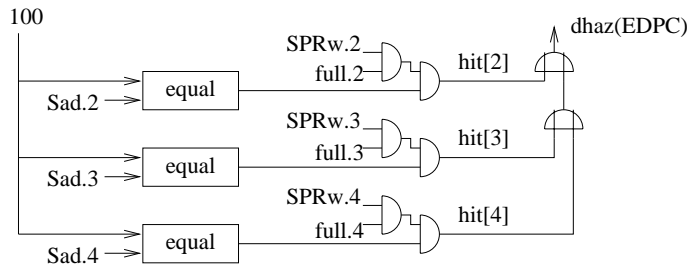 100
dhaz(EDPC)
SPRw.2
full.2
hit[2]
equal
Sad.2
SPRw.3
full.3
hit[3]
equal
Sad.3
SPRw.4
full.4
hit[4]
equal
Sad.4